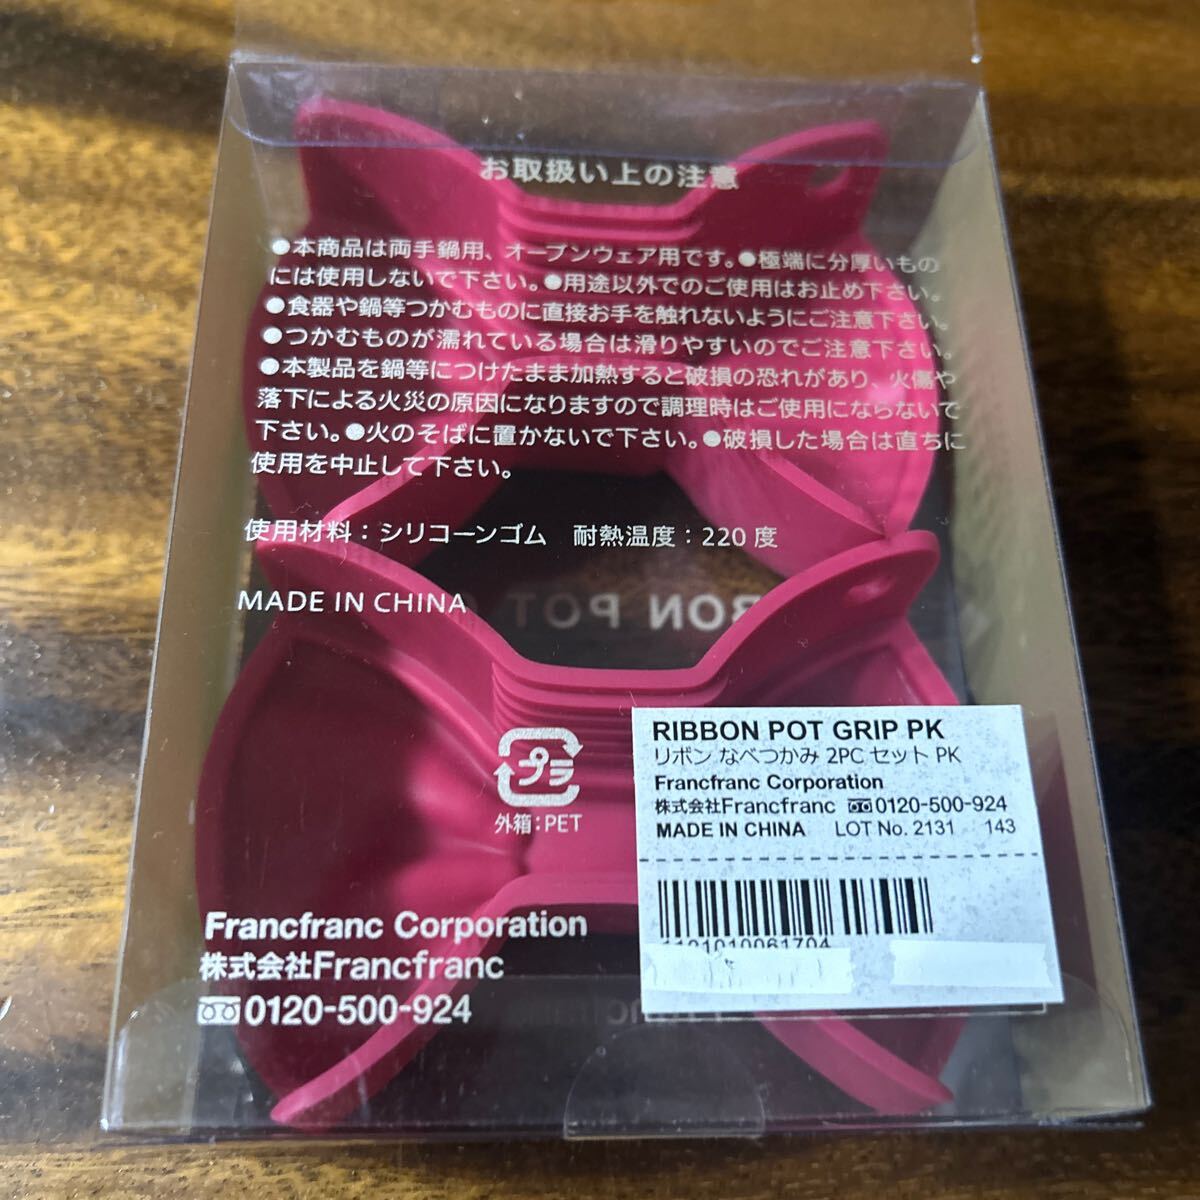 お取扱い上の注意
●本商品は両手鍋用、オーブンウェア用です。●極端に分厚いもの
には使用しないで下さい。●用途以外でのご使用はお止め下さい。
●食器や鍋等つかむものに直接お手を触れないようにご注意下さい。
●つかむものが濡れている場合は滑りやすいのでご注意下さい。
●本製品を鍋等につけたまま加熱すると破損の恐れがあり、火傷や
落下による火災の原因になりますので調理時はご使用にならないで
下さい。●火のそばに置かないで下さい。●破損した場合は直ちに
使用を中止して下さい。
使用材料：シリコーンゴム 耐熱温度：220度
MADE IN CHINA
BON POT
プラ
外箱：PET
Francfranc Corporation
株式会社Francfranc
0120-500-924
RIBBON POT GRIP PK
リボン なべつかみ 2PC セット PK
Francfranc Corporation
株式会社Francfranc 0120-500-924
MADE IN CHINA LOT No. 2131 143
1101010061704